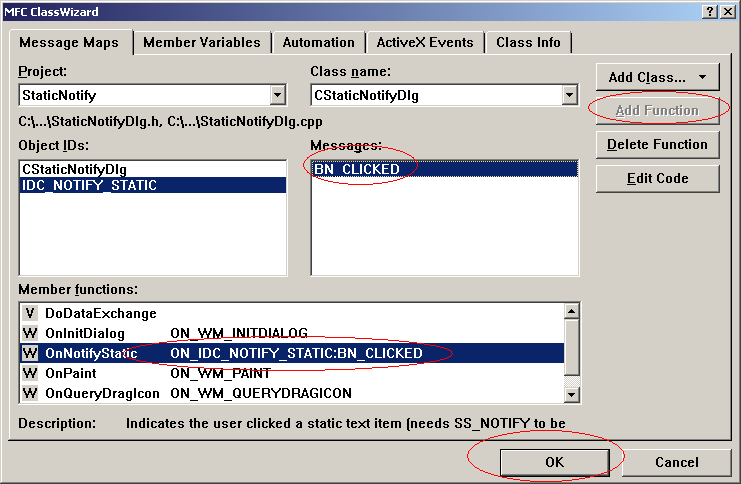 MFC ClassWizard
Message Maps Member Variables Automation ActiveX Events Class Info
Project: Class name:
StaticNotify CStaticNotifyDlg
Add Class...
C:\...\StaticNotifyDlg.h, C:\...\StaticNotifyDlg.cpp
Add Function
Object IDs: Messages:
Delete Function
CStaticNotifyDlg BN_CLICKED
IDC_NOTIFY_STATIC
Edit Code
Member functions:
V DoDataExchange
W OnInitDialog ON_WM_INITDIALOG
W OnNotifyStatic ON_IDC_NOTIFY_STATIC:BN_CLICKED
W OnPaint ON_WM_PAINT
W OnQueryDragIcon ON_WM_QUERYDRAGICON
Description: Indicates the user clicked a static text item (needs SS_NOTIFY to be
OK Cancel